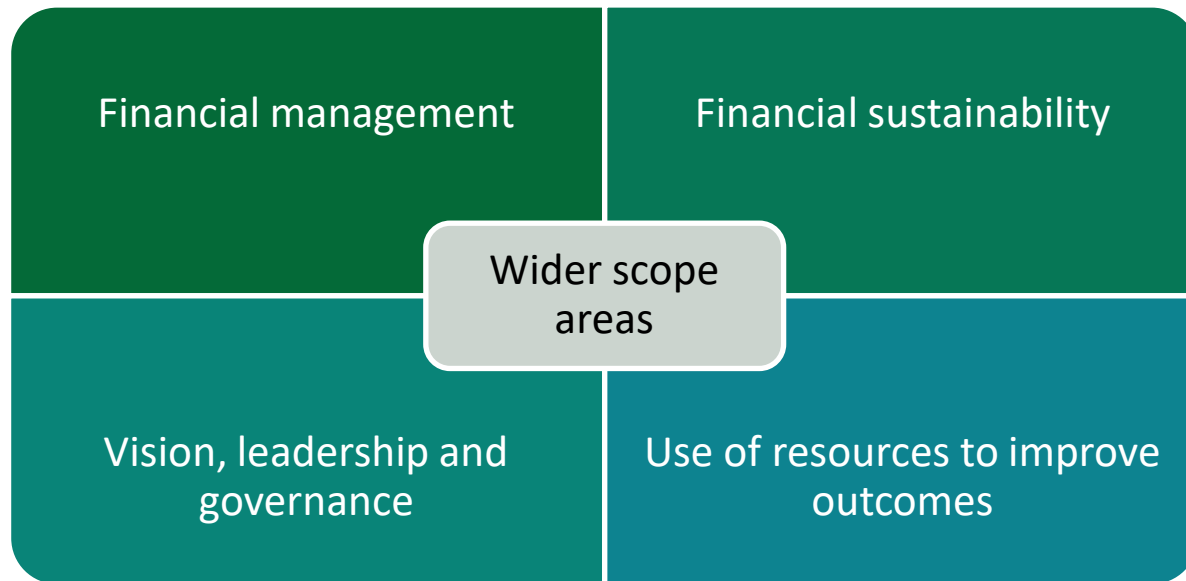 Financial management
Financial sustainability
Wider scope
areas
Vision, leadership and
governance
Use of resources to improve
outcomes